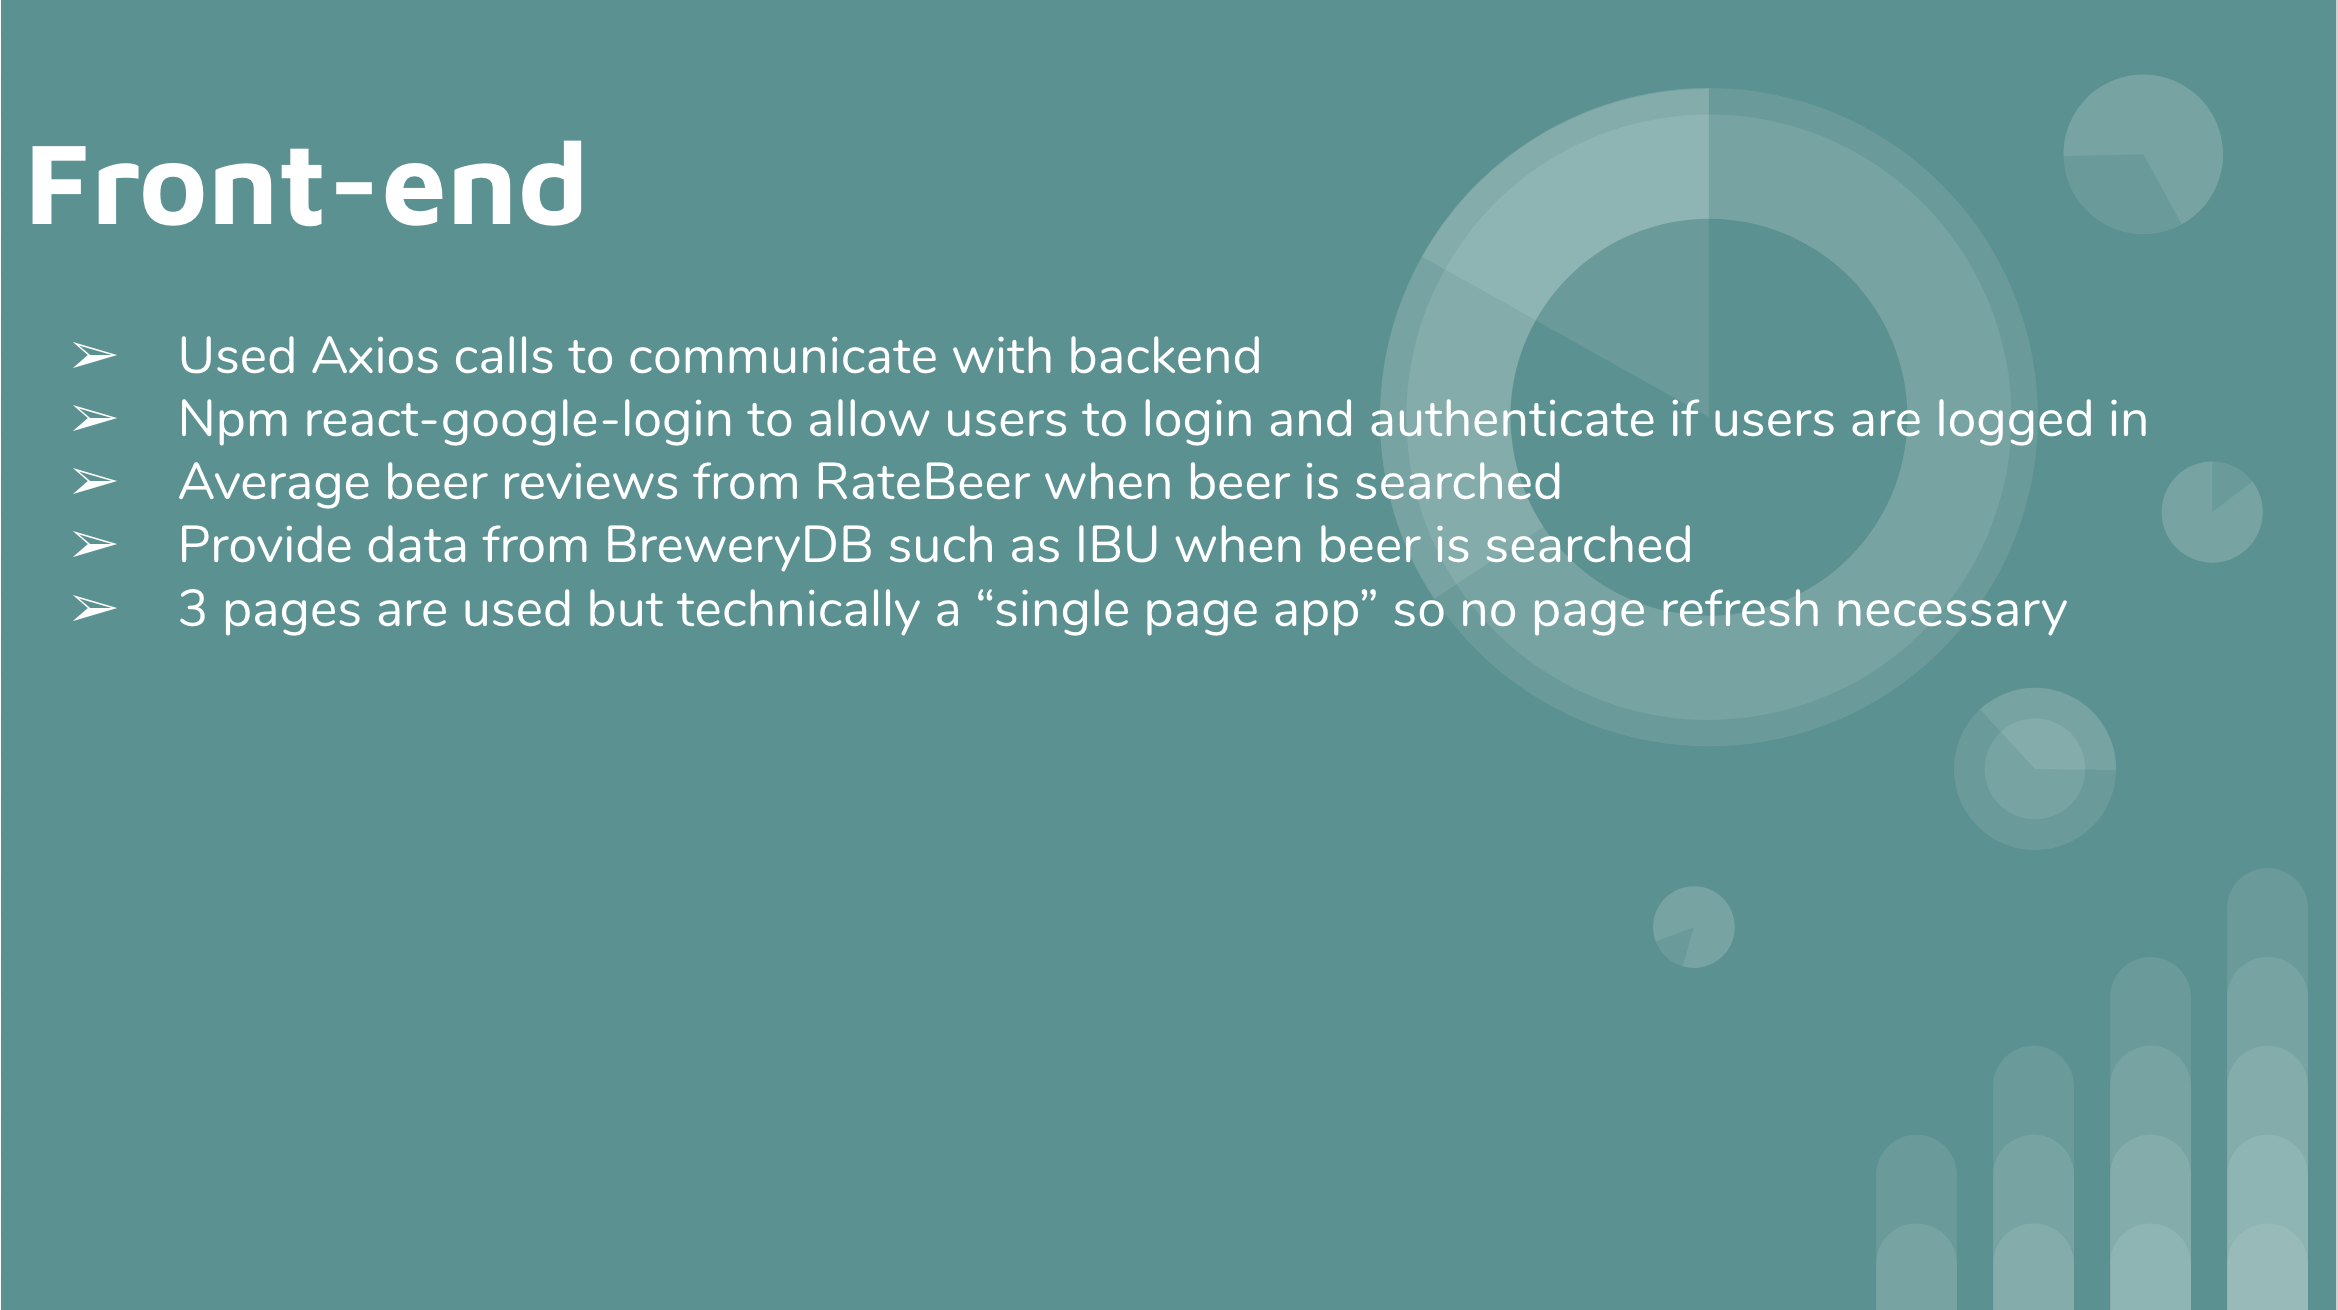 Front-end
➢ Used Axios calls to communicate with backend
➢ Npm react-google-login to allow users to login and authenticate if users are logged in
➢ Average beer reviews from RateBeer when beer is searched
➢ Provide data from BreweryDB such as IBU when beer is searched
➢ 3 pages are used but technically a “single page app” so no page refresh necessary